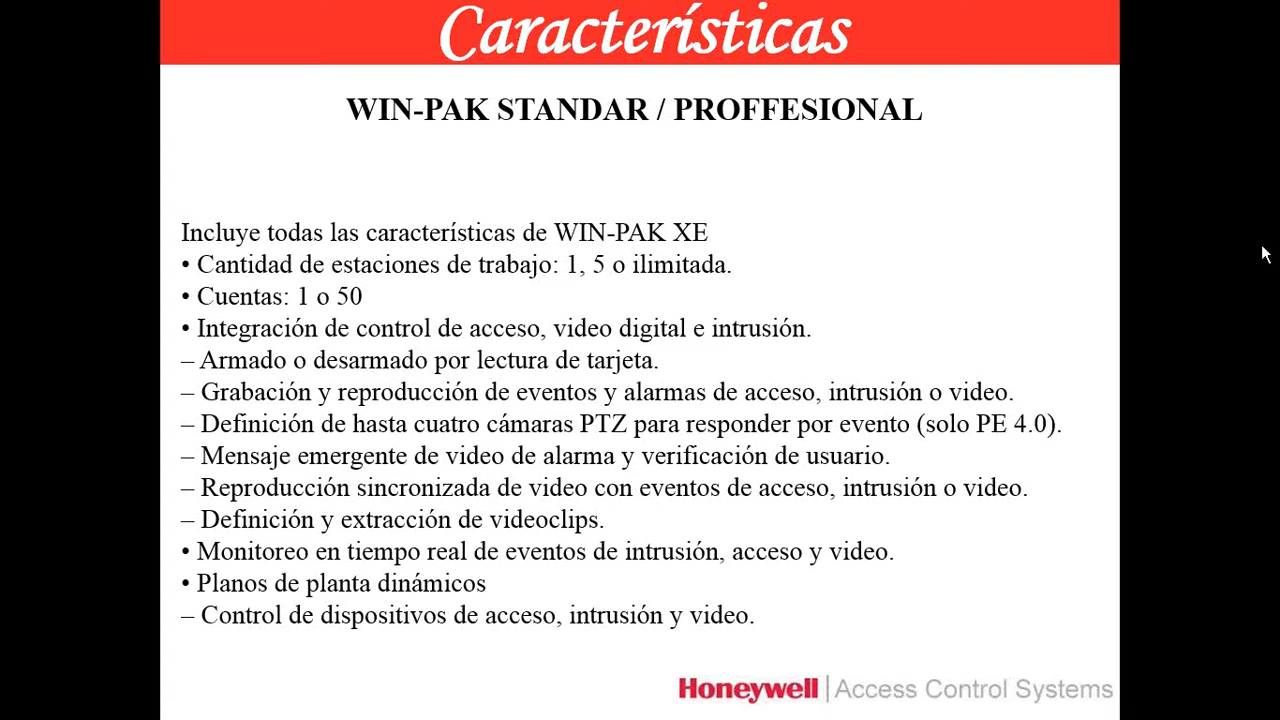 Características
WIN-PAK STANDAR / PROFFESIONAL
Incluye todas las características de WIN-PAK XE
• Cantidad de estaciones de trabajo: 1, 5 o ilimitada.
• Cuentas: 1 o 50
• Integración de control de acceso, video digital e intrusión.
– Armado o desarmado por lectura de tarjeta.
– Grabación y reproducción de eventos y alarmas de acceso, intrusión o video.
– Definición de hasta cuatro cámaras PTZ para responder por evento (solo PE 4.0).
– Mensaje emergente de video de alarma y verificación de usuario.
– Reproducción sincronizada de video con eventos de acceso, intrusión o video.
– Definición y extracción de videoclips.
• Monitoreo en tiempo real de eventos de intrusión, acceso y video.
• Planos de planta dinámicos
– Control de dispositivos de acceso, intrusión y video.
Honeywell | Access Control Systems